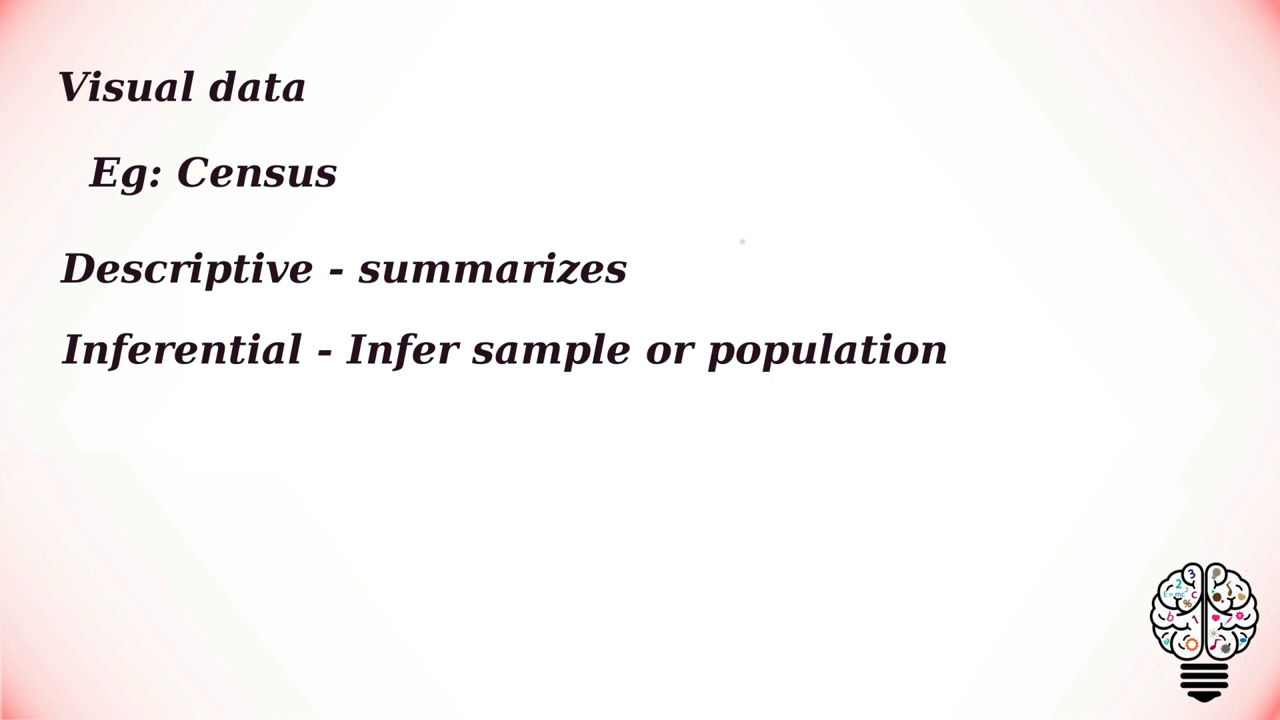 Visual data
Eg: Census
Descriptive - summarizes
Inferential - Infer sample or population